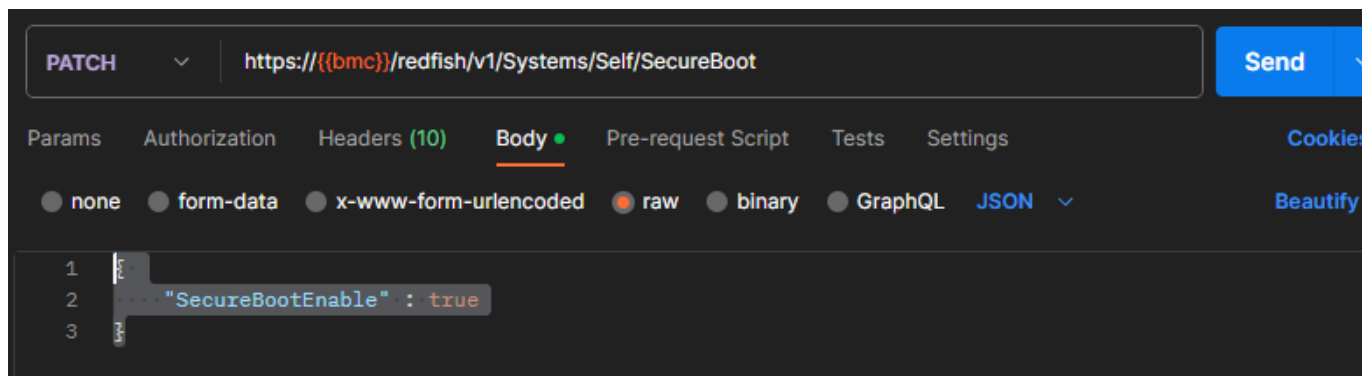 PATCH https://{{bmc}}/redfish/v1/Systems/Self/SecureBoot Send
Params Authorization Headers (10) Body Pre-request Script Tests Settings Cookies
none form-data x-www-form-urlencoded raw binary GraphQL JSON Beautify
1 {
2 "SecureBootEnable" : true
3 }